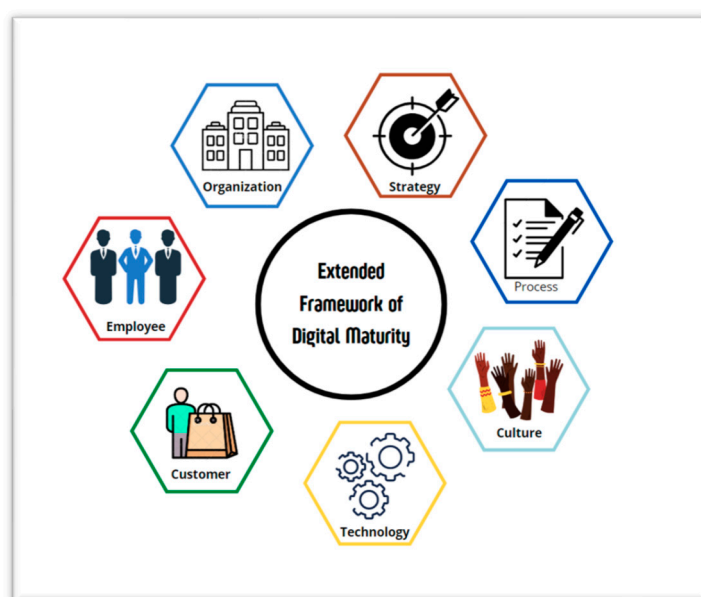 Organization
Strategy
Process
Employee
Extended
Framework of
Digital Maturity
Culture
Customer
Technology